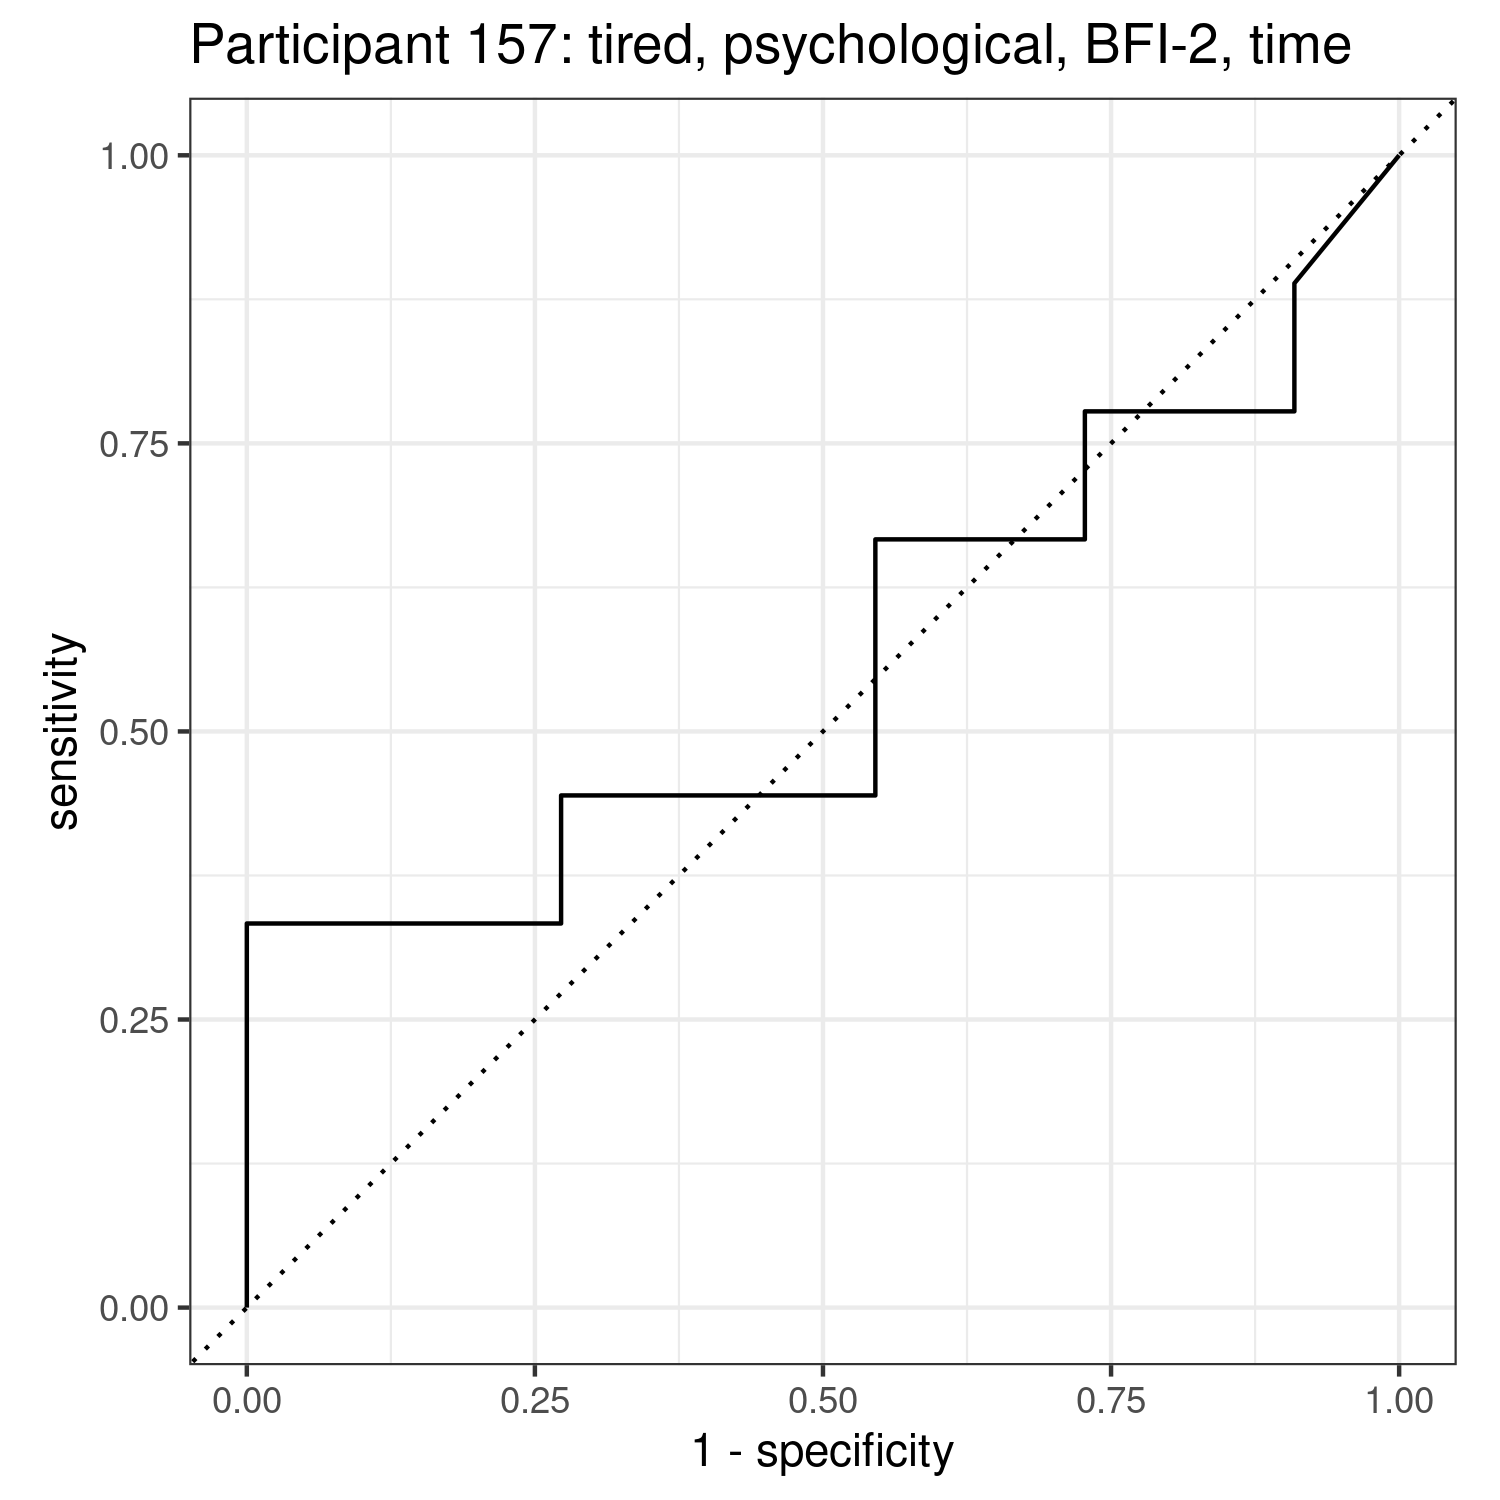 Participant 157: tired, psychological, BFI-2, time
1.00
0.75
0.50
0.25
0.00
sensitivity
0.00 0.25 0.50 0.75 1.00
1 - specificity